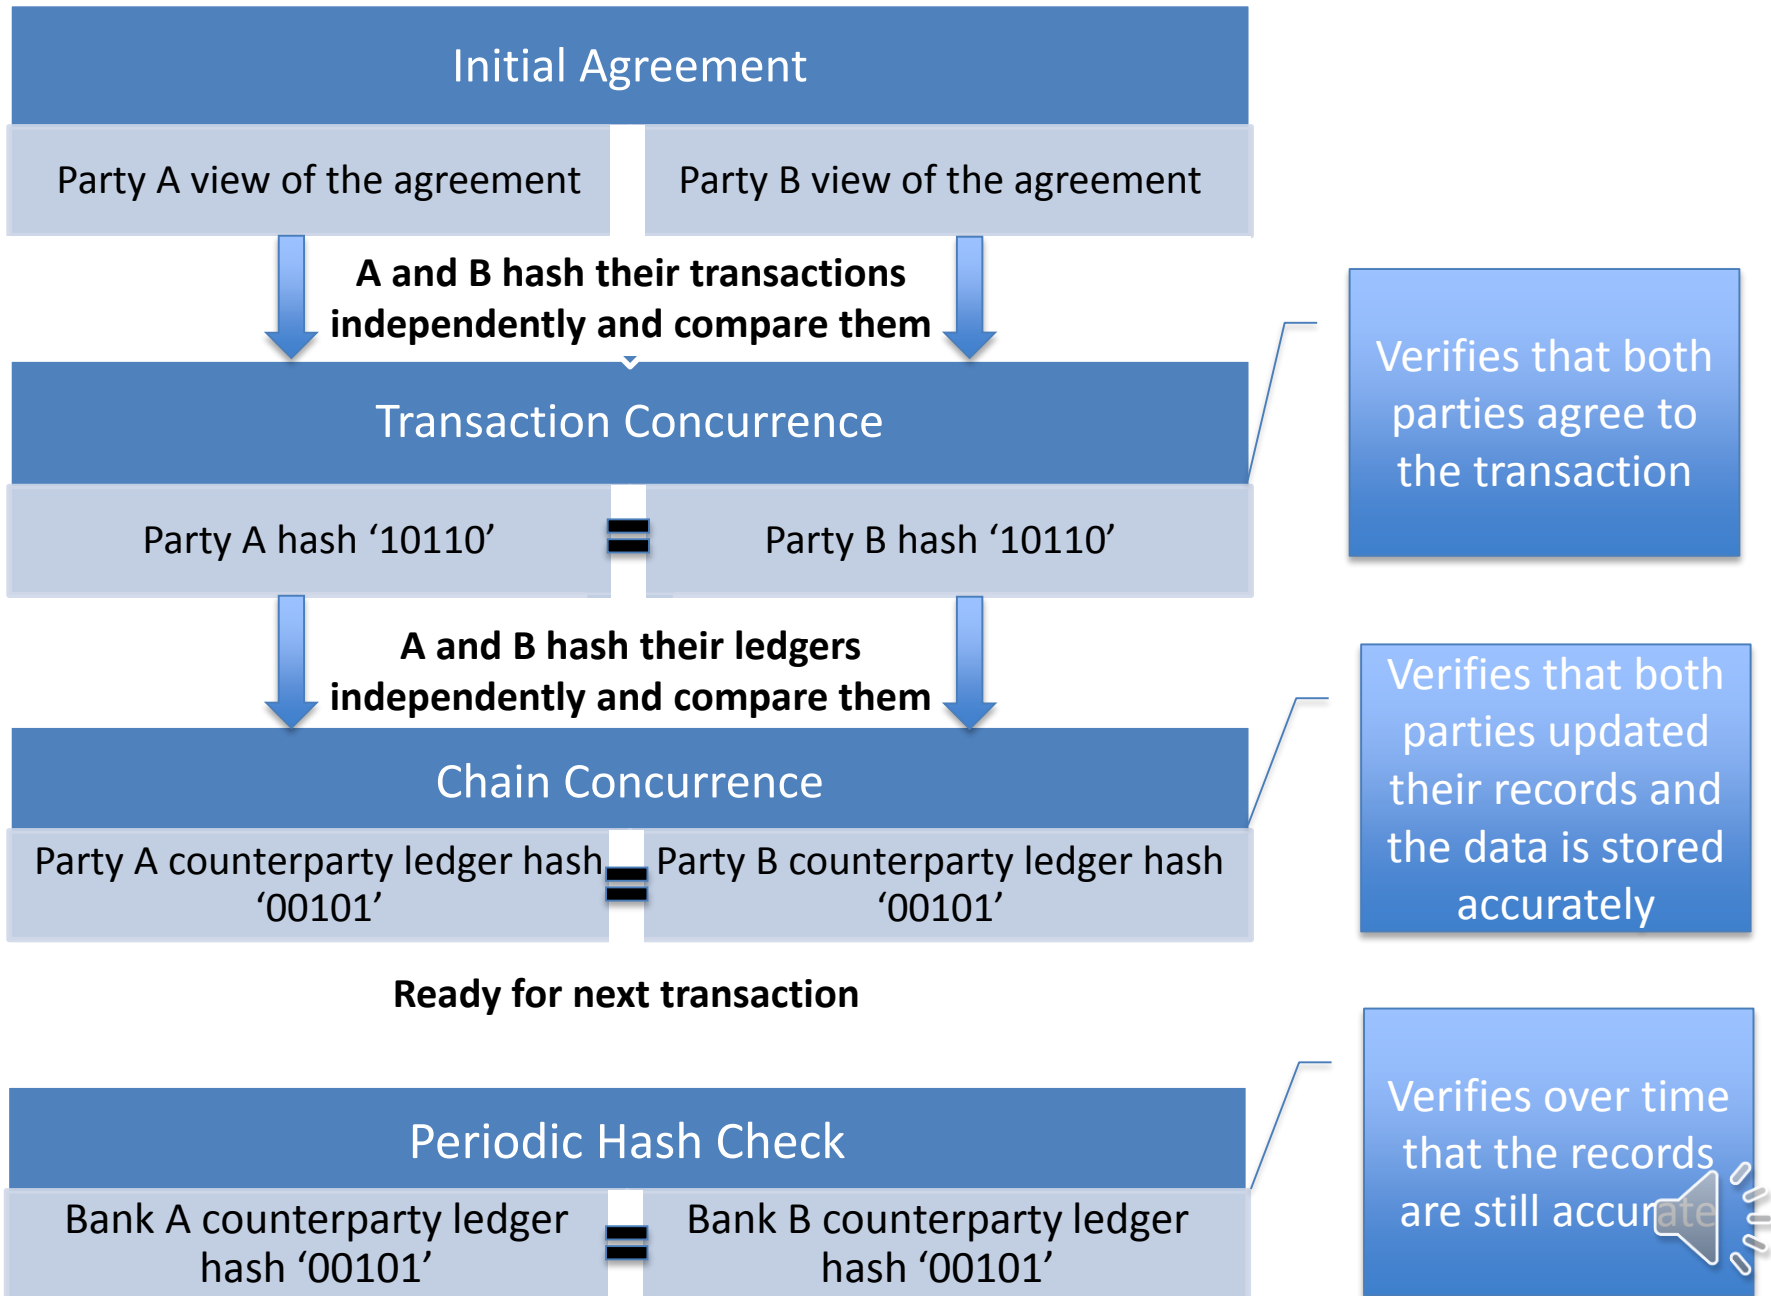 Initial Agreement
Party A view of the agreement
Party B view of the agreement
A and B hash their transactions
independently and compare them
Transaction Concurrence
Party A hash ‘10110’
Party B hash ‘10110’
Verifies that both
parties agree to
the transaction
A and B hash their ledgers
independently and compare them
Chain Concurrence
Party A counterparty ledger hash
‘00101’
Party B counterparty ledger hash
‘00101’
Verifies that both
parties updated
their records and
the data is stored
accurately
Ready for next transaction
Periodic Hash Check
Bank A counterparty ledger
hash ‘00101’
Bank B counterparty ledger
hash ‘00101’
Verifies over time
that the records
are still accurate